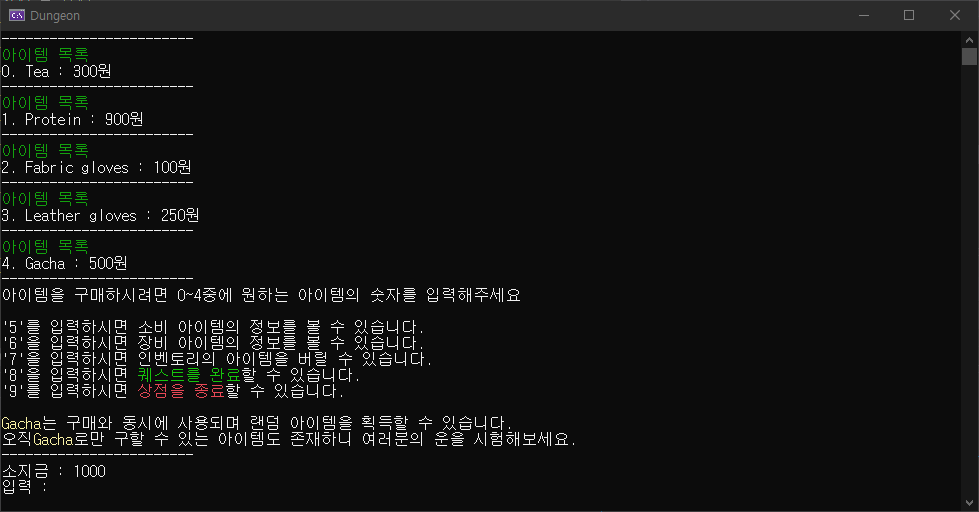 Dungeon
------------------------
아이템 목록
0. Tea : 300원
------------------------
아이템 목록
1. Protein : 900원
------------------------
아이템 목록
2. Fabric gloves : 100원
------------------------
아이템 목록
3. Leather gloves : 250원
------------------------
아이템 목록
4. Gacha : 500원
------------------------
아이템을 구매하시려면 0~4중에 원하는 아이템의 숫자를 입력해주세요
'5'를 입력하시면 소비 아이템의 정보를 볼 수 있습니다.
'6'을 입력하시면 장비 아이템의 정보를 볼 수 있습니다.
'7'을 입력하시면 인벤토리의 아이템을 버릴 수 있습니다.
'8'을 입력하시면 퀘스트를 완료할 수 있습니다.
'9'를 입력하시면 상점을 종료할 수 있습니다.
Gacha는 구매와 동시에 사용되며 랜덤 아이템을 획득할 수 있습니다.
오직Gacha로만 구할 수 있는 아이템도 존재하니 여러분의 운을 시험해보세요.
------------------------
소지금 : 1000
입력 :